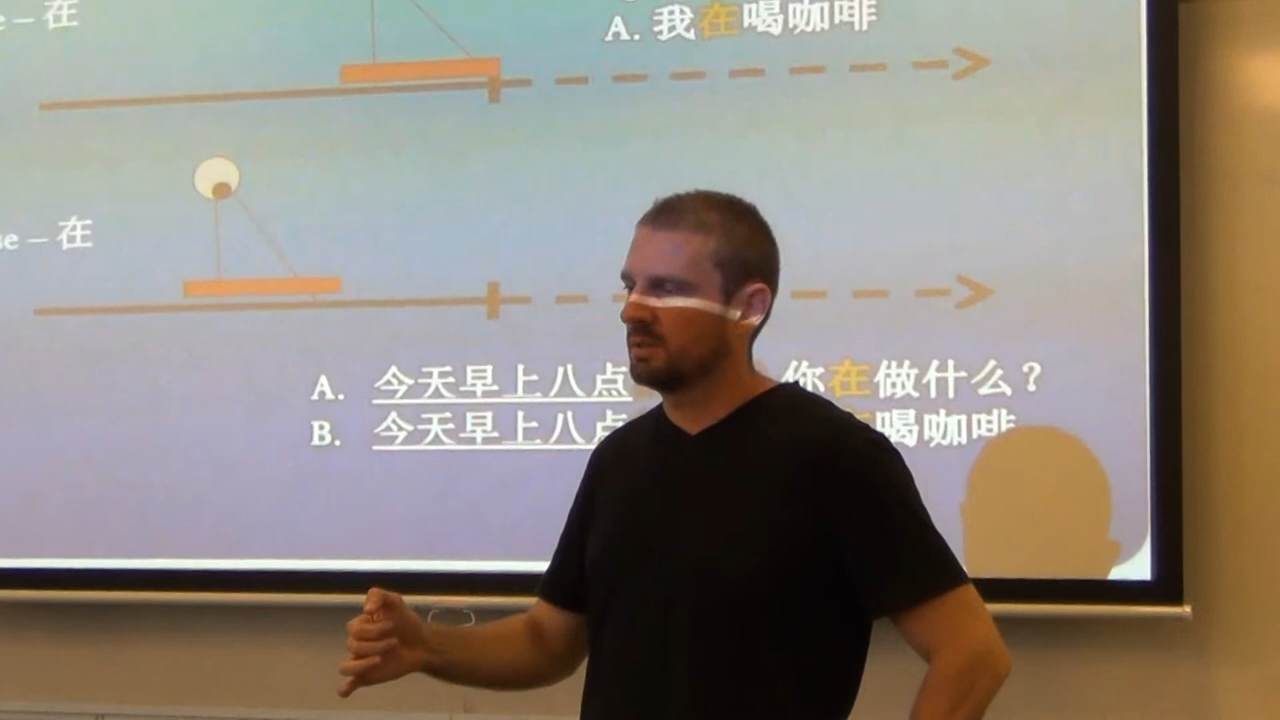 – 在
A. 我在喝咖啡
se – 在
A. 今天早上八点 你在做什么？
B. 今天早上八点 喝咖啡